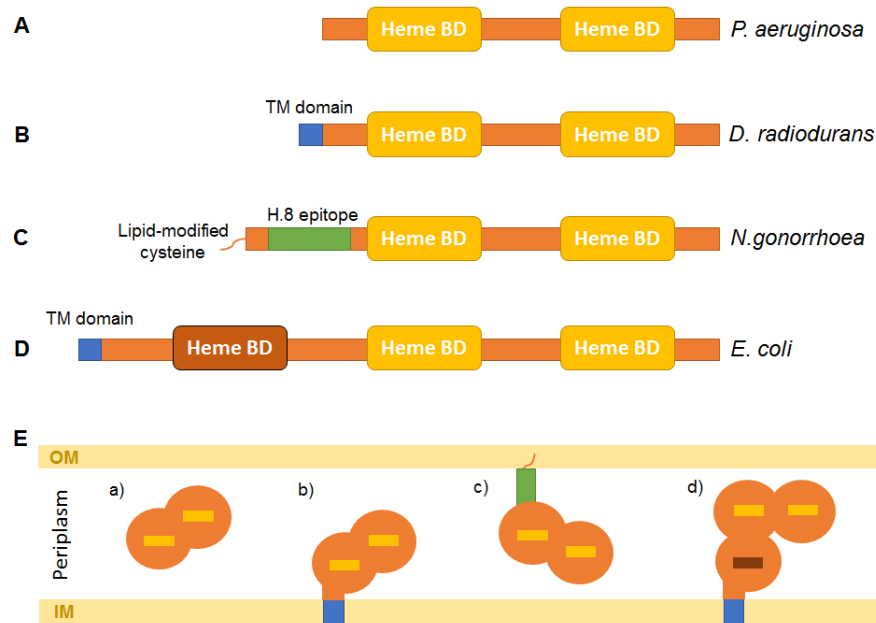 A
Heme BD
Heme BD
P. aeruginosa
TM domain
B
Heme BD
Heme BD
D. radiodurans
H.8 epitope
Lipid-modified
cysteine
C
Heme BD
Heme BD
N.gonorrhoea
TM domain
D
Heme BD
Heme BD
Heme BD
E. coli
E
OM
Periplasm
a)
b)
c)
d)
IM